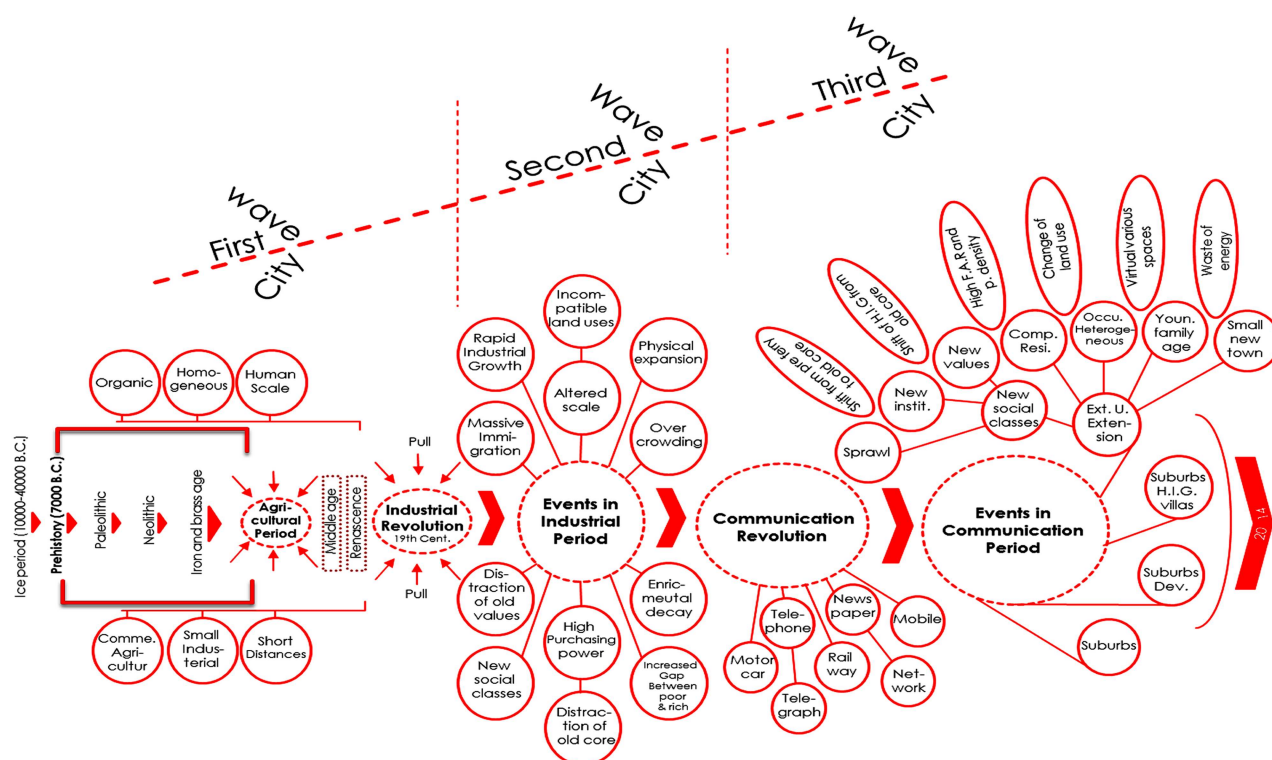 First
wave
City
Second
Wave
City
Third
wave
City
Organic
Homo-
geneous
Human
Scale
Ice period (10000-40000 B.C.)
Prehistory (7000 B.C.)
Paleolithic
Neolithic
Iron and brass age
Agri-
cultural
Period
Middle age
Renascence
Comme.
Agri-
cultur
Small
Indus-
terial
Short
Distances
Pull
Industrial
Revolution
19th Cent.
Pull
Rapid
Industrial
Growth
Incom-
patible
land uses
Physical
expansion
Massive
Immi-
gration
Altered
scale
Over
crowding
Events in
Industrial
Period
Dis-
traction
of old
values
High
Purchasing
power
Enric-
meutal
decay
New
social
classes
Distraction of
old core
Increased
Gap
Between
poor
& rich
Communication
Revolution
Motor
car
Tele-
phone
Tele-
graph
Rail
way
News
paper
Net-
work
Mobile
Shift from pre ferry
to old core
Shift of H.I.G from
old core
High F.A.R and
P. density
Change of
land use
Virtual various
spaces
Waste of
energy
Sprawl
New
instit.
New
values
New
social
classes
Comp.
Resi.
Occu.
Heteroge-
neous
Youn.
family
age
Small
new
town
Ext. U.
Exten-
sion
Events in
Communication
Period
Suburbs
H.I.G.
villas
Suburbs
Dev.
Suburbs
2014